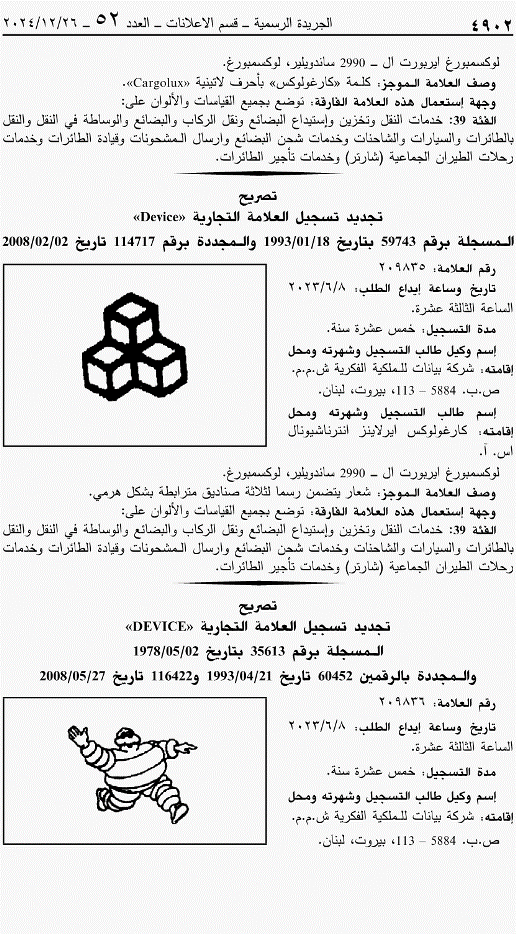 ٤٩٠٢ الجريدة الرسمية ــ قسم الاعلانات ــ العدد ٥٢ ــ ٢٠٢٤/١٢/٢٦
لوكسمبورغ ايربورت ال ــ 2990 ساندويلير، لوكسمبورغ.
وصف العلامة الموجز: كلمة «كارغولوكس» بأحرف لاتينية «Cargolux».
وجهة إستعمال هذه العلامة الفارقة: توضع بجميع القياسات والألوان على:
الفئة 39: خدمات النقل وتخزين وإستيداع البضائع ونقل الركاب والبضائع والوساطة في النقل والنقل
بالطائرات والسيارات والشاحنات وخدمات شحن البضائع وارسال المشحونات وقيادة الطائرات وخدمات
رحلات الطيران الجماعية (شارتر) وخدمات تأجير الطائرات.
تصريح
تجديد تسجيل العلامة التجارية «Device»
المسجلة برقم 59743 بتاريخ 1993/01/18 والمجددة برقم 114717 تاريخ 2008/02/02
رقم العلامة: ٢٠٩٨٣٥
تاريخ وساعة إيداع الطلب: ٢٠٢٣/٦/٨
الساعة الثالثة عشرة.
مدة التسجيل: خمس عشرة سنة.
إسم وكيل طالب التسجيل وشهرته ومحل
إقامته: شركة بيانات للملكية الفكرية ش.م.م.
ص.ب. 5884 – 113، بيروت، لبنان.
إسم طالب التسجيل وشهرته ومحل
إقامته: كارغولوكس ايرلاينز انترناشيونال
اس. آ.
لوكسمبورغ ايربورت ال ــ 2990 ساندويلير، لوكسمبورغ.
وصف العلامة الموجز: شعار يتضمن رسما لثلاثة صناديق مترابطة بشكل هرمي.
وجهة إستعمال هذه العلامة الفارقة: توضع بجميع القياسات والألوان على:
الفئة 39: خدمات النقل وتخزين وإستيداع البضائع ونقل الركاب والبضائع والوساطة في النقل والنقل
بالطائرات والسيارات والشاحنات وخدمات شحن البضائع وارسال المشحونات وقيادة الطائرات وخدمات
رحلات الطيران الجماعية (شارتر) وخدمات تأجير الطائرات.
تصريح
تجديد تسجيل العلامة التجارية «DEVICE»
المسجلة برقم 35613 بتاريخ 1978/05/02
والمجددة بالرقمين 60452 تاريخ 1993/04/21 و116422 تاريخ 2008/05/27
رقم العلامة: ٢٠٩٨٣٦
تاريخ وساعة إيداع الطلب: ٢٠٢٣/٦/٨
الساعة الثالثة عشرة.
مدة التسجيل: خمس عشرة سنة.
إسم وكيل طالب التسجيل وشهرته ومحل
إقامته: شركة بيانات للملكية الفكرية ش.م.م.
ص.ب. 5884 – 113، بيروت، لبنان.